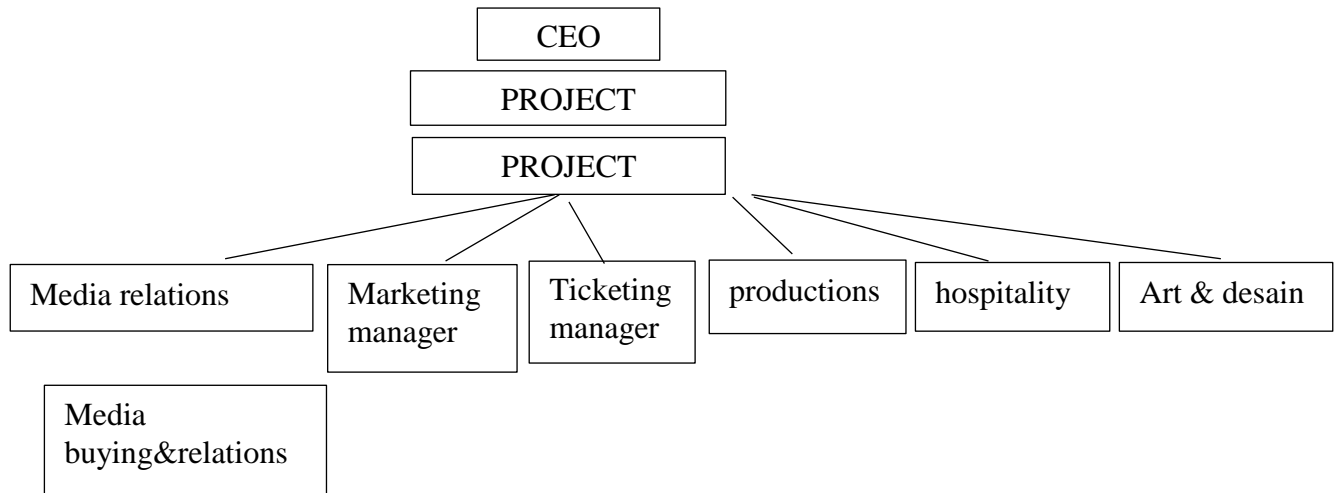 CEO
PROJECT
PROJECT
Media relations
Marketing
manager
Ticketing
manager
productions
hospitality
Art & desain
Media
buying&relations